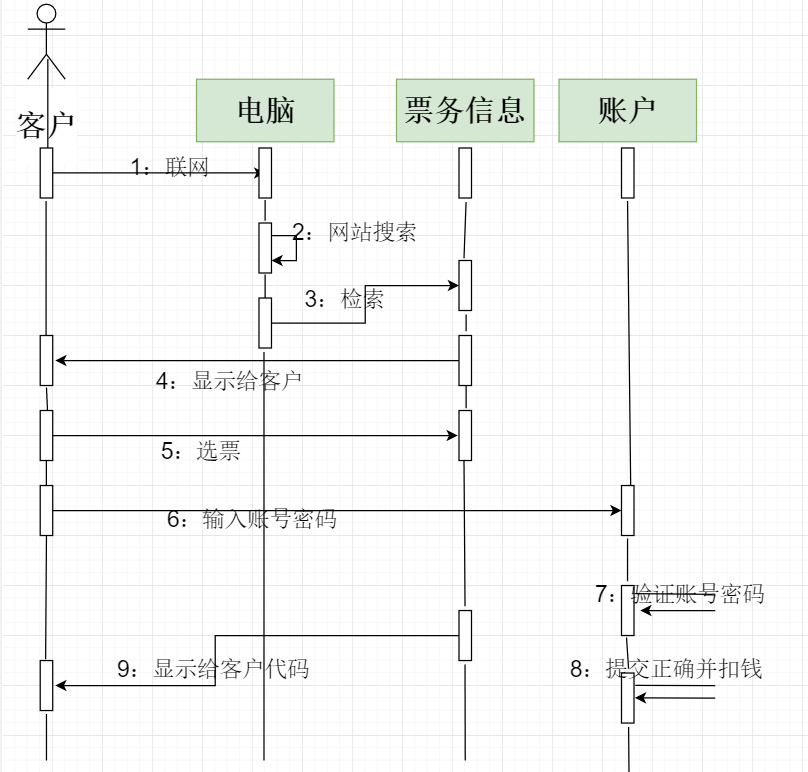 客户
电脑
票务信息
账户
1：联网
2：网站搜索
3：检索
4：显示给客户
5：选票
6：输入账号密码
7：验证账号密码
8：提交正确并扣钱
9：显示给客户代码